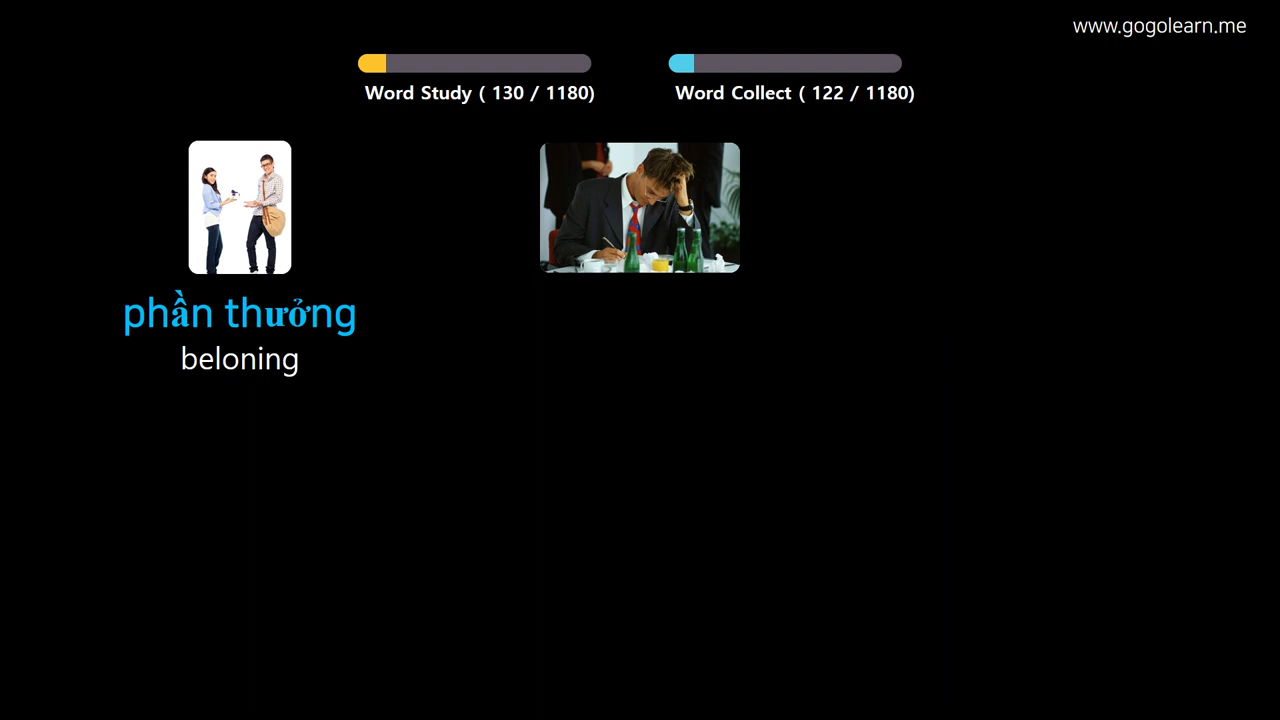 www.gogolearn.me
Word Study ( 130 / 1180)
Word Collect ( 122 / 1180)
phần thưởng
beloning